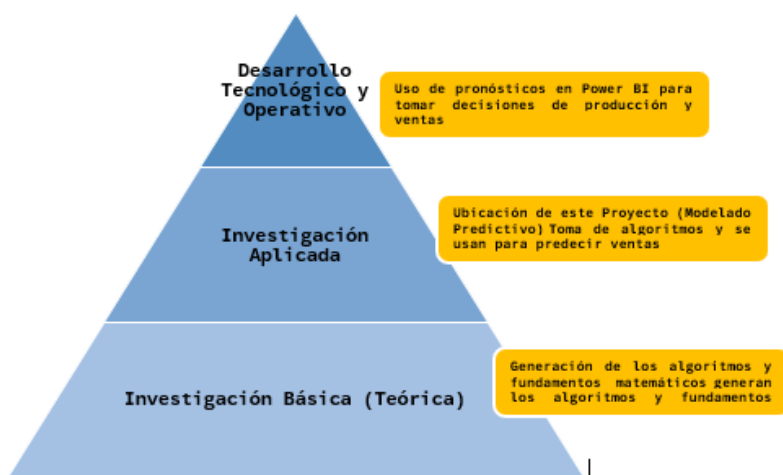 Desarrollo
Tecnológico y
Operativo
Uso de pronósticos en Power BI para
tomar decisiones de producción y
ventas
Investigación
Aplicada
Ubicación de este Proyecto (Modelado
Predictivo) Toma de algoritmos y se
usan para predecir ventas
Investigación Básica (Teórica)
Generación de los algoritmos y
fundamentos matemáticos generan
los algoritmos y fundamentos